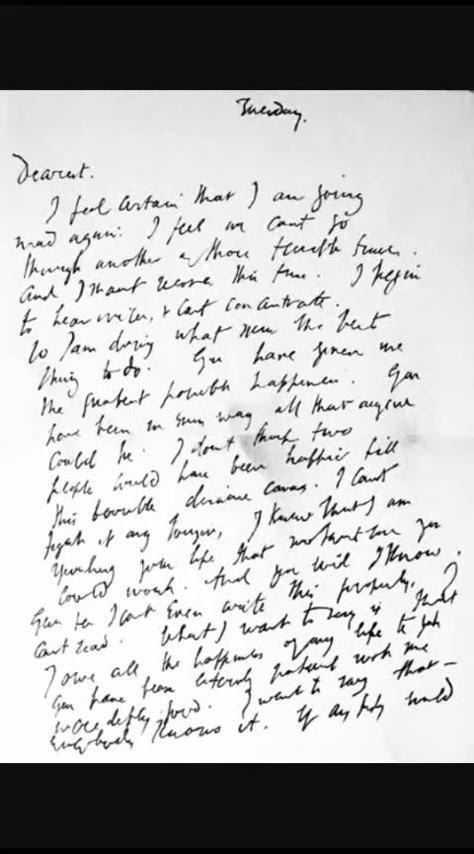 Tuesday.
Dearest.
I feel certain that I am going
mad again. I feel we cant go
through another of those terrible times.
And I shant recover this time. I begin
to hear voices, & cant concentrate.
So I am doing what seems the best
thing to do. You have given me
the greatest possible happiness. You
have been in every way all that anyone
could be. I dont think two
people could have been happier till
this terrible disease came. I cant
fight it any longer, I know that I am
spoiling your life, that without me you
could work. And you will I know.
You see I cant even write this properly. I
cant read. What I want to say is that
I owe all the happiness of my life to you
You have been entirely patient with me
&
good. I want to say that —
everybody knows it. If anybody could